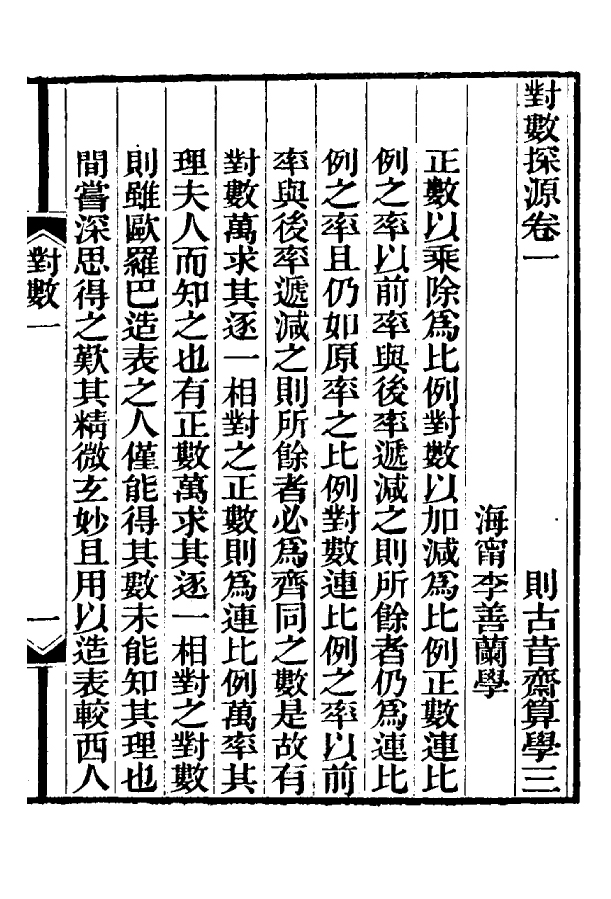 對數探源卷一　則古昔齋算學三
海甯李善蘭學
正數以乘除爲比例對數以加減爲比例正數連比
例之率以前率與後率遞減之則所餘者仍爲連比
例之率且仍如原率之比例對數連比例之率以前
率與後率遞減之則所餘者必爲齊同之數是故有
對數萬求其逐一相對之正數則爲連比例萬率其
理夫人而知之也有正數萬求其逐一相對之對數
則雖歐羅巴造表之人僅能得其數未能知其理也
間嘗深思得之歎其精微玄妙且用以造表較西人
對數一　一